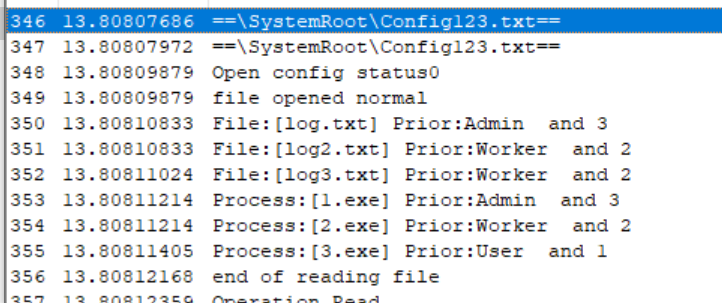 346 13.80807686 ==\SystemRoot\Config123.txt==
347 13.80807972 ==\SystemRoot\Config123.txt==
348 13.80809879 Open config status0
349 13.80809879 file opened normal
350 13.80810833 File:[log.txt] Prior:Admin  and 3
351 13.80810833 File:[log2.txt] Prior:Worker  and 2
352 13.80811024 File:[log3.txt] Prior:Worker  and 2
353 13.80811214 Process:[1.exe] Prior:Admin  and 3
354 13.80811214 Process:[2.exe] Prior:Worker  and 2
355 13.80811405 Process:[3.exe] Prior:User  and 1
356 13.80812168 end of reading file
357 13.80812359 Operation Read